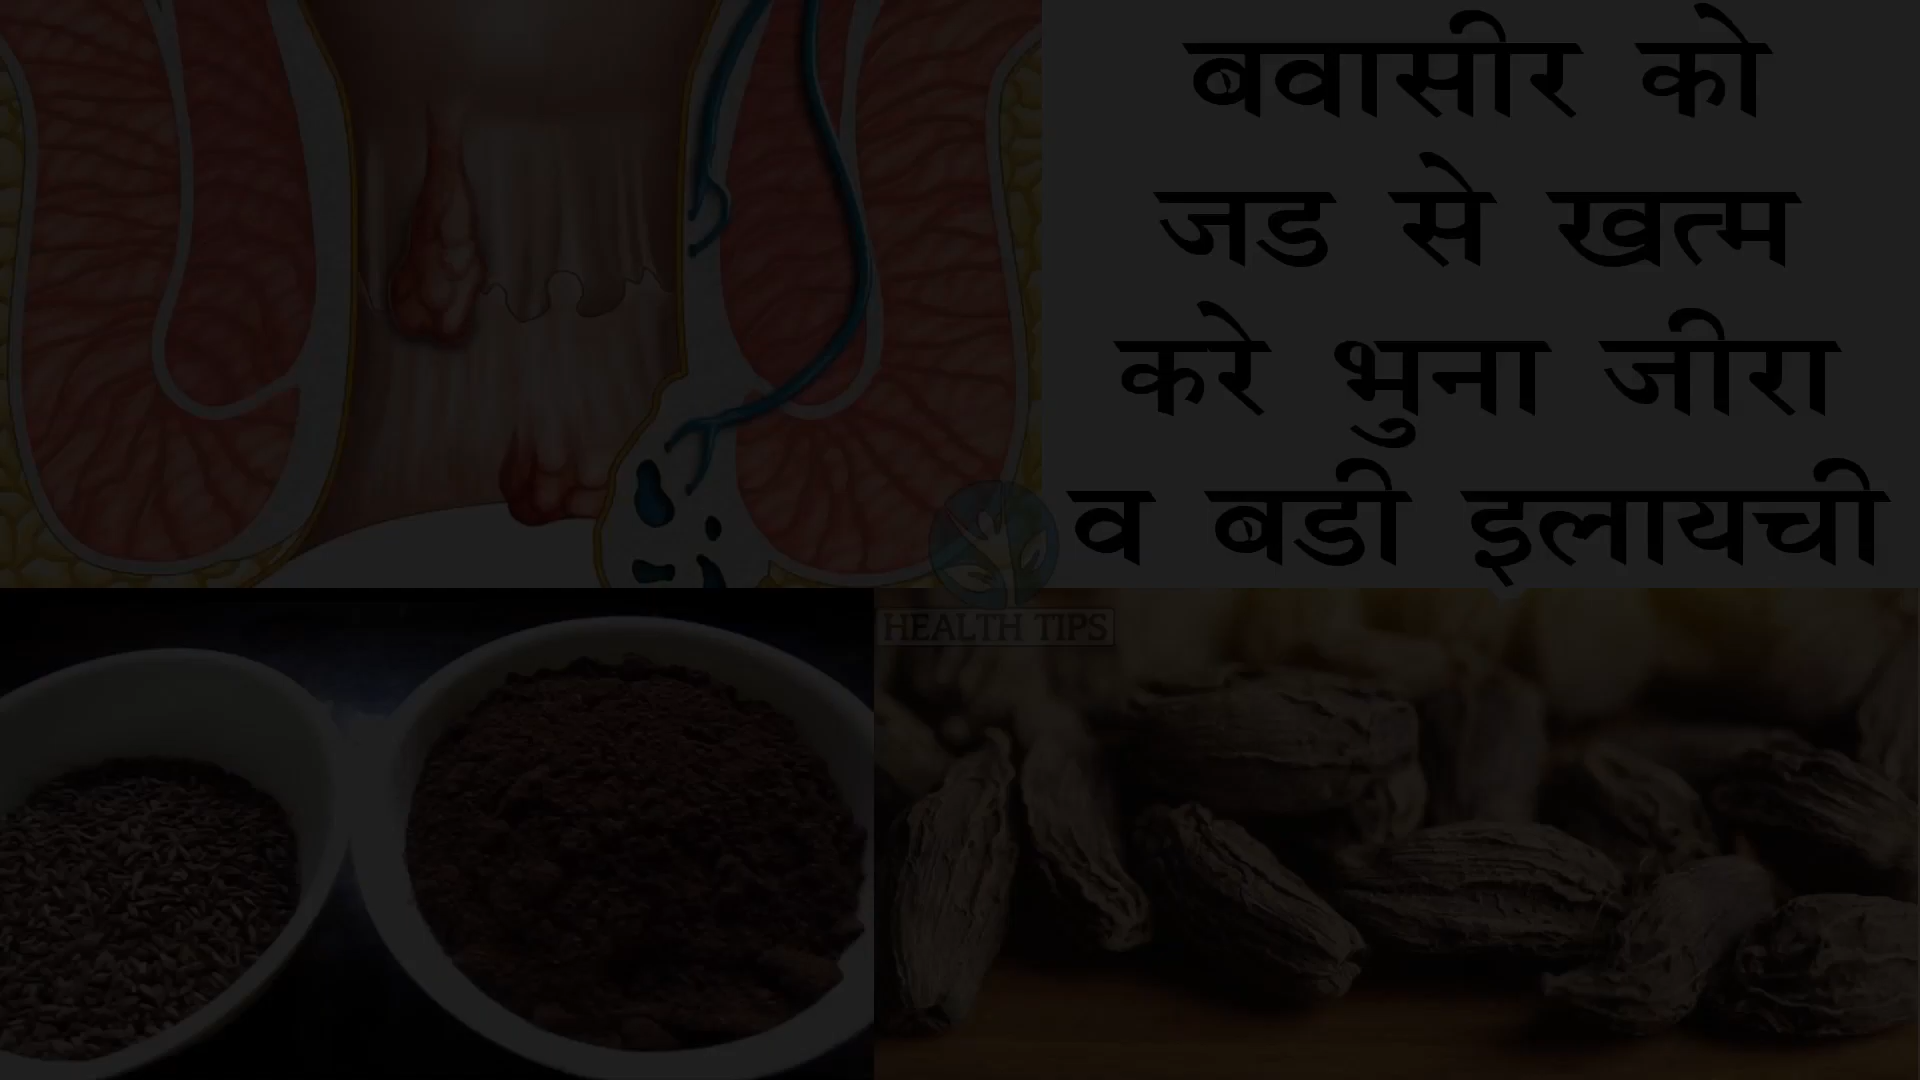 बवासीर को
जड से खत्म
करे भुना जीरा
व बडी इलायची
HEALTH TIPS